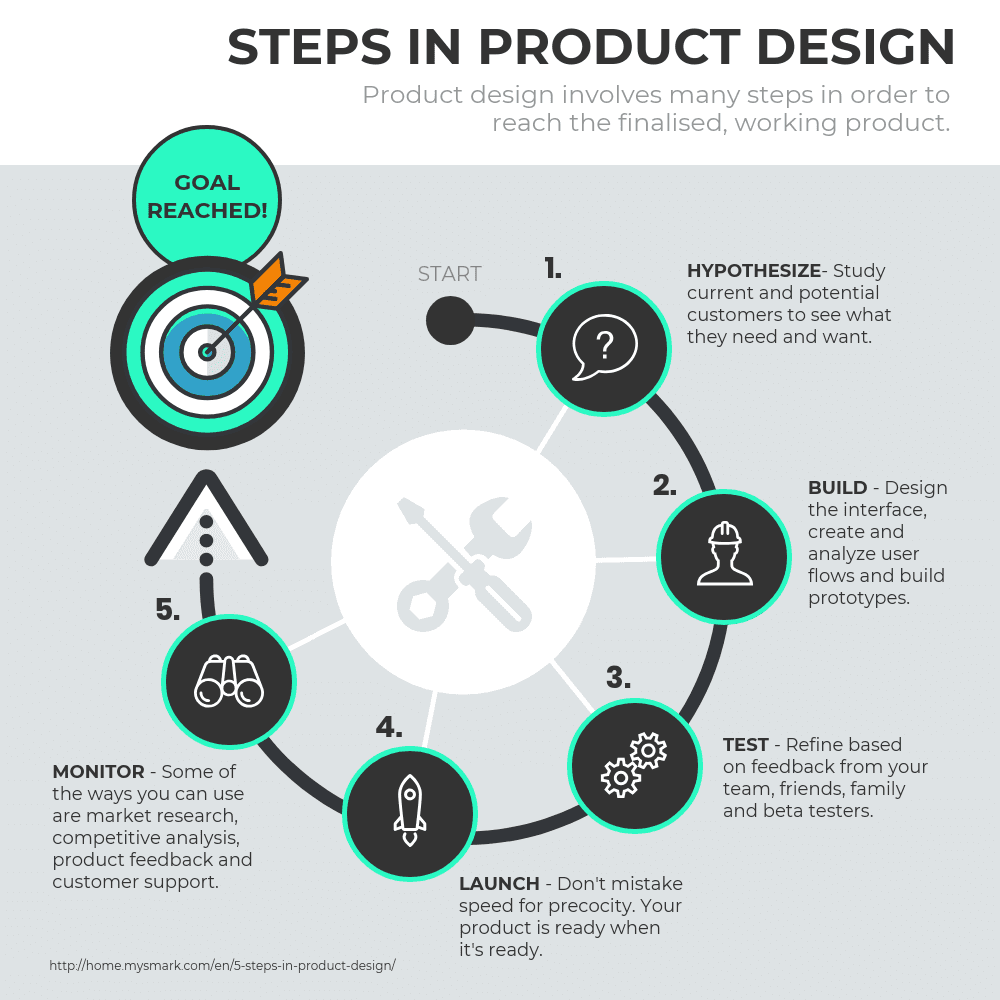 STEPS IN PRODUCT DESIGN
Product design involves many steps in order to
reach the finalised, working product.
GOAL
REACHED!
START
1.
HYPOTHESIZE- Study
current and potential
customers to see what
they need and want.
?
2.
BUILD - Design
the interface,
create and
analyze user
flows and build
prototypes.
3.
TEST - Refine based
on feedback from your
team, friends, family
and beta testers.
4.
LAUNCH - Don't mistake
speed for precocity. Your
product is ready when
it's ready.
5.
MONITOR - Some of
the ways you can use
are market research,
competitive analysis,
product feedback and
customer support.
http://home.mysmark.com/en/5-steps-in-product-design/